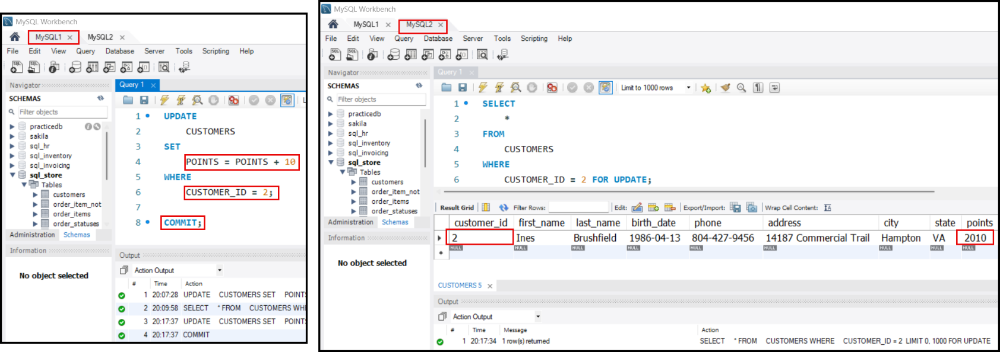 MySQL Workbench
MySQL1 × MySQL2 ×
File Edit View Query Database Server Tools Scripting Help
Navigator
SCHEMAS
Filter objects
practicedb
sakila
sql_hr
sql_inventory
sql_invoicing
sql_store
Tables
customers
order_item_not
order_items
order_statuses
Administration Schemas
Information
No object selected
Query 1 ×
1 UPDATE
2 CUSTOMERS
3 SET
4 POINTS = POINTS + 10
5 WHERE
6 CUSTOMER_ID = 2;
7
8 COMMIT;
Output
Action Output
# Time Action
1 20:07:28 UPDATE CUSTOMERS SET POINTS
2 20:09:58 SELECT * FROM CUSTOMERS WHE
3 20:17:37 UPDATE CUSTOMERS SET POINTS
4 20:17:37 COMMIT
MySQL Workbench
MySQL1 × MySQL2 ×
File Edit View Query Database Server Tools Scripting Help
Navigator
SCHEMAS
Filter objects
practicedb
sakila
sql_hr
sql_inventory
sql_invoicing
sql_store
Tables
customers
order_item_not
order_items
order_statuses
Administration Schemas
Information
No object selected
Query 1 ×
Limit to 1000 rows
1 SELECT
2 *
3 FROM
4 CUSTOMERS
5 WHERE
6 CUSTOMER_ID = 2 FOR UPDATE;
Result Grid Filter Rows: Edit: Export/Import: Wrap Cell Content: IA
customer_id first_name last_name birth_date phone address city state points
2 Ines Brushfield 1986-04-13 804-427-9456 14187 Commercial Trail Hampton VA 2010
NULL NULL NULL NULL NULL NULL NULL NULL NULL
CUSTOMERS 5 ×
Output
Action Output
# Time Message Action
1 20:17:34 1 row(s) returned SELECT * FROM CUSTOMERS WHERE CUSTOMER_ID = 2 LIMIT 0, 1000 FOR UPDATE